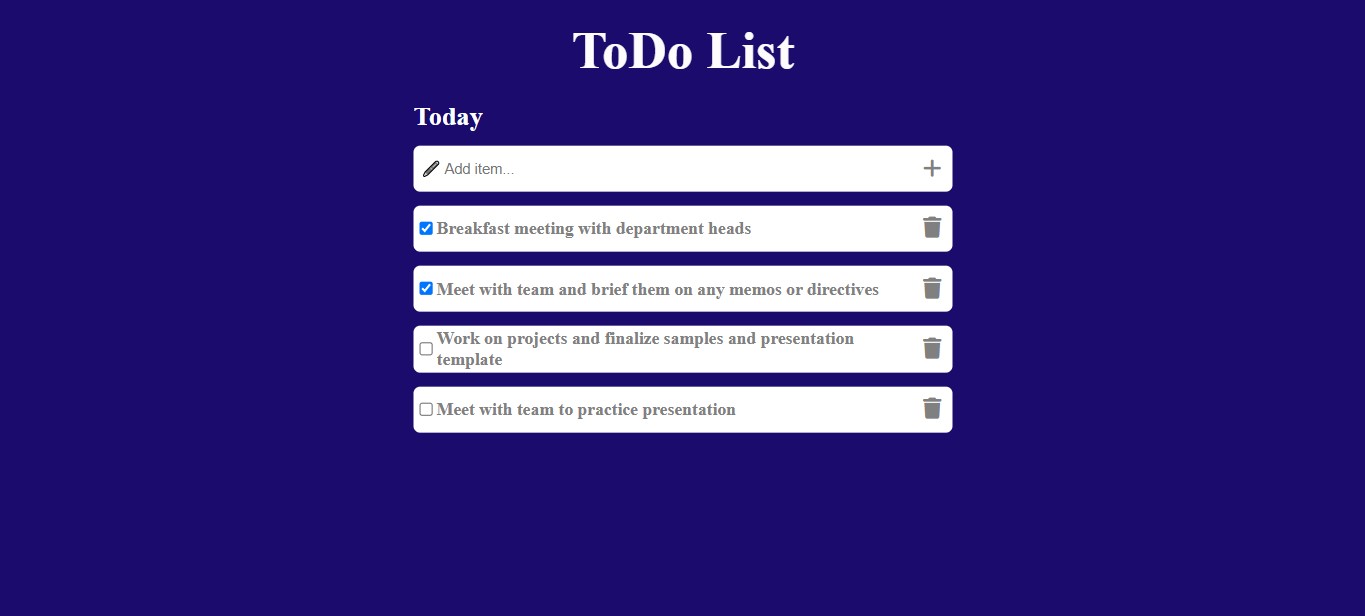 ToDo List
Today
Add item...
Breakfast meeting with department heads
Meet with team and brief them on any memos or directives
Work on projects and finalize samples and presentation
template
Meet with team to practice presentation